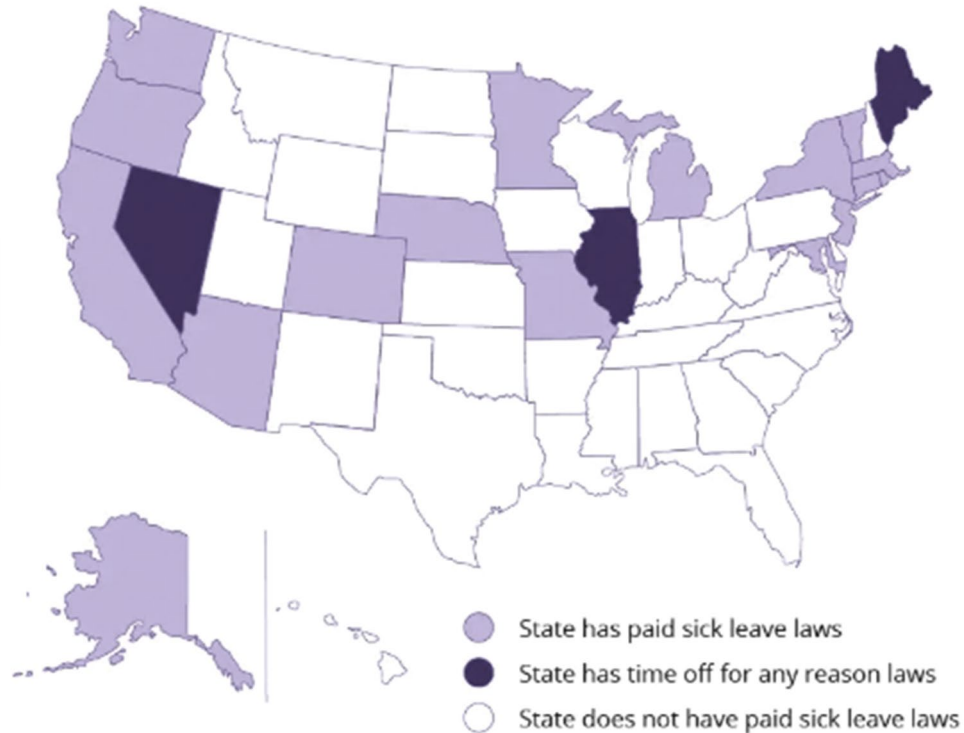 State has paid sick leave laws
State has time off for any reason laws
State does not have paid sick leave laws